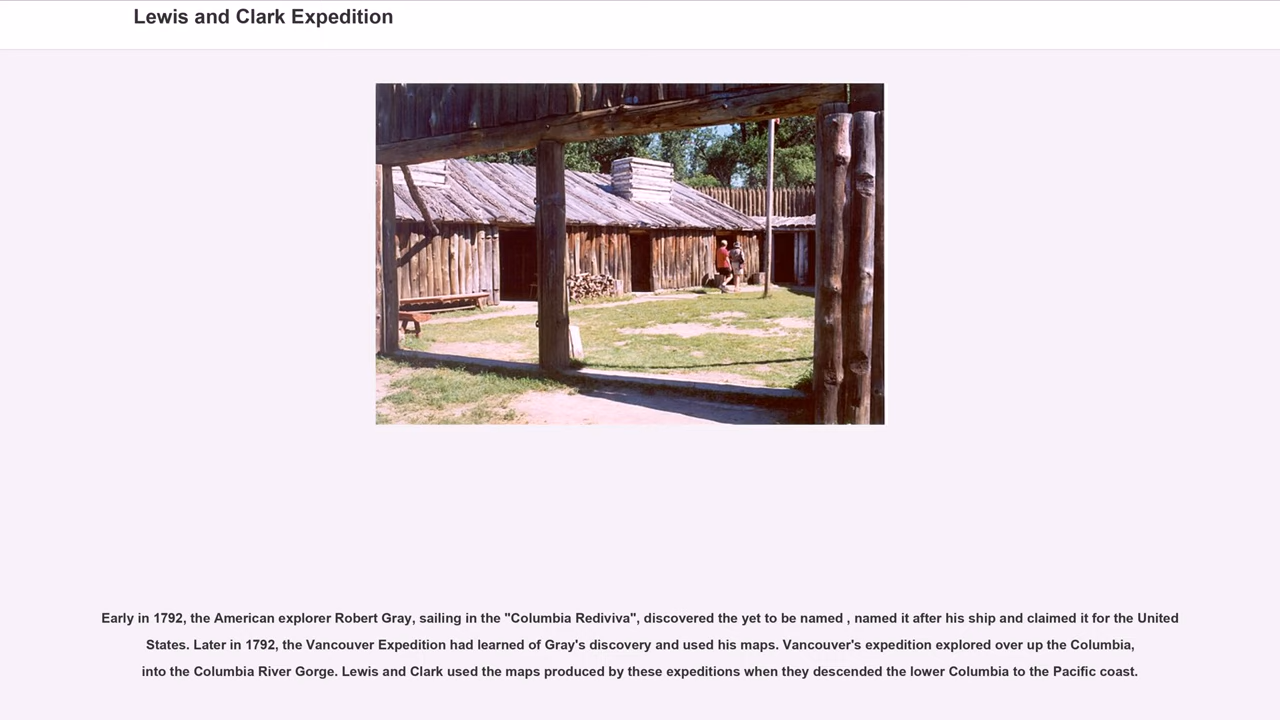 Lewis and Clark Expedition
Early in 1792, the American explorer Robert Gray, sailing in the "Columbia Rediviva", discovered the yet to be named , named it after his ship and claimed it for the United
States. Later in 1792, the Vancouver Expedition had learned of Gray's discovery and used his maps. Vancouver's expedition explored over up the Columbia,
into the Columbia River Gorge. Lewis and Clark used the maps produced by these expeditions when they descended the lower Columbia to the Pacific coast.